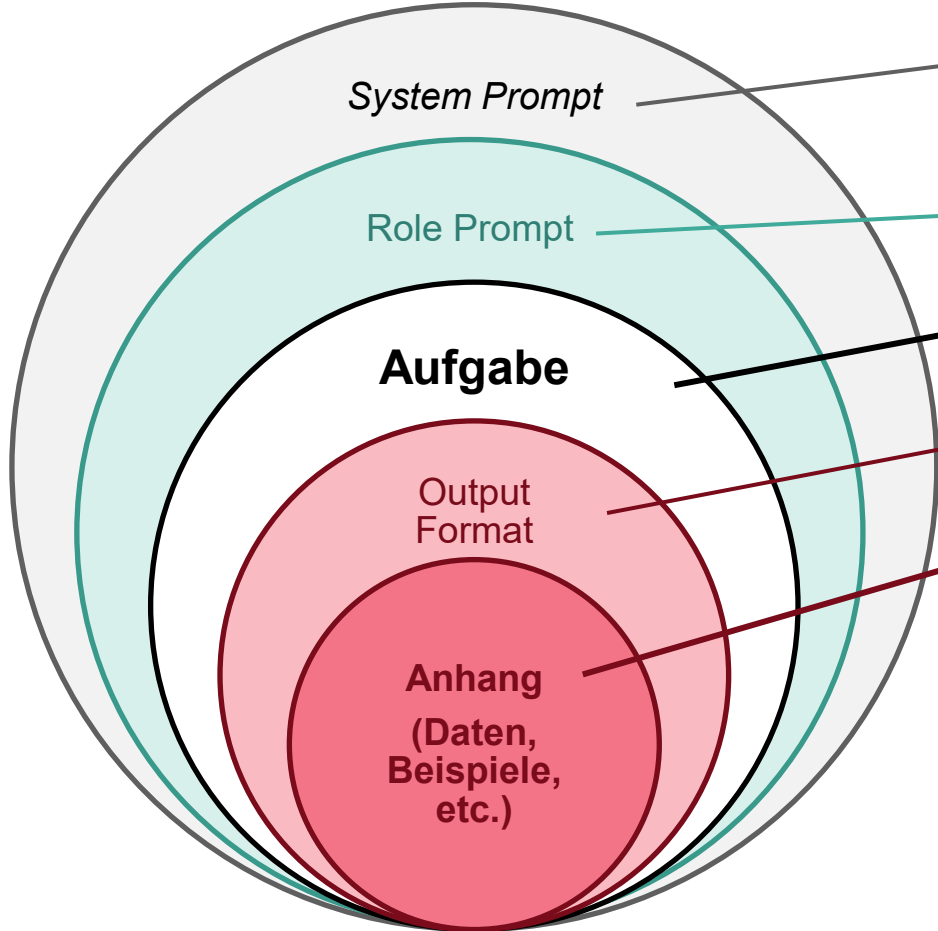 System Prompt
Role Prompt
Aufgabe
Output
Format
Anhang
(Daten,
Beispiele,
etc.)